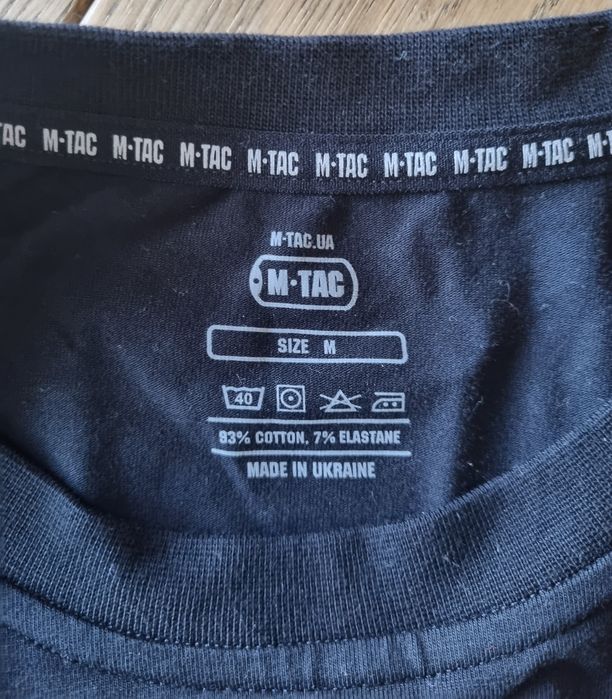 TAC M·TAC M·TAC M·TAC M·TAC M·TAC M·TAC M·TAC M·TAC M·T
M-TAC.UA
M·TAC
SIZE M
40
93% COTTON, 7% ELASTANE
MADE IN UKRAINE